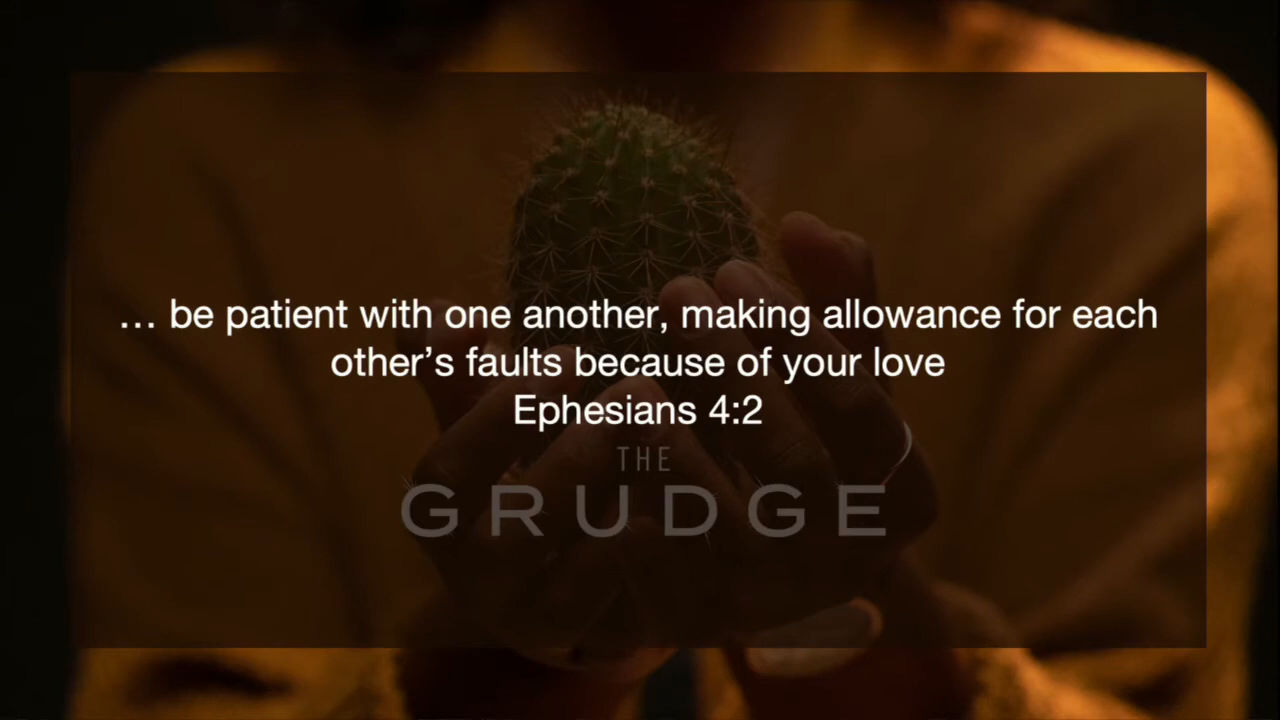 … be patient with one another, making allowance for each
other’s faults because of your love
Ephesians 4:2
THE
GRUDGE